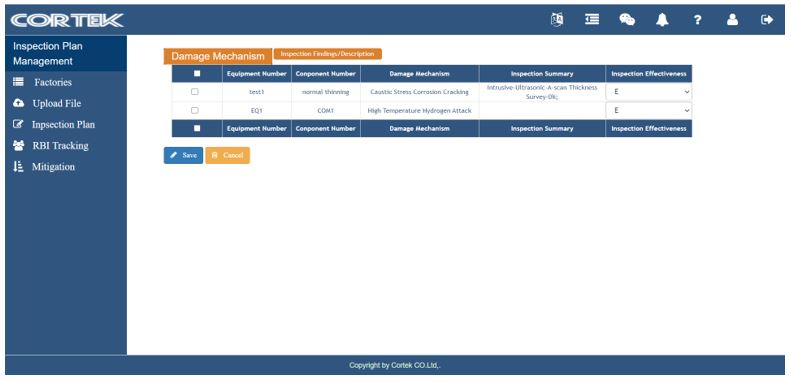 CORTEK
?
Inspection Plan
Management
Factories
Upload File
Inpsection Plan
RBI Tracking
Mitigation
Damage Mechanism
Inspection Findings/Description
Equipment Number Component Number Damage Mechanism Inspection Summary Inspection Effectiveness
test1 normal thinning Caustic Stress Corrosion Cracking Intrusive-Ultrasonic-A-scan Thickness
Survey-0%; E
EQ1 COM1 High Temperature Hydrogen Attack E
Equipment Number Conponent Number Damage Mechanism Inspection Summary Inspection Effectiveness
Save Cancel
Copyright by Cortek CO.Ltd,.